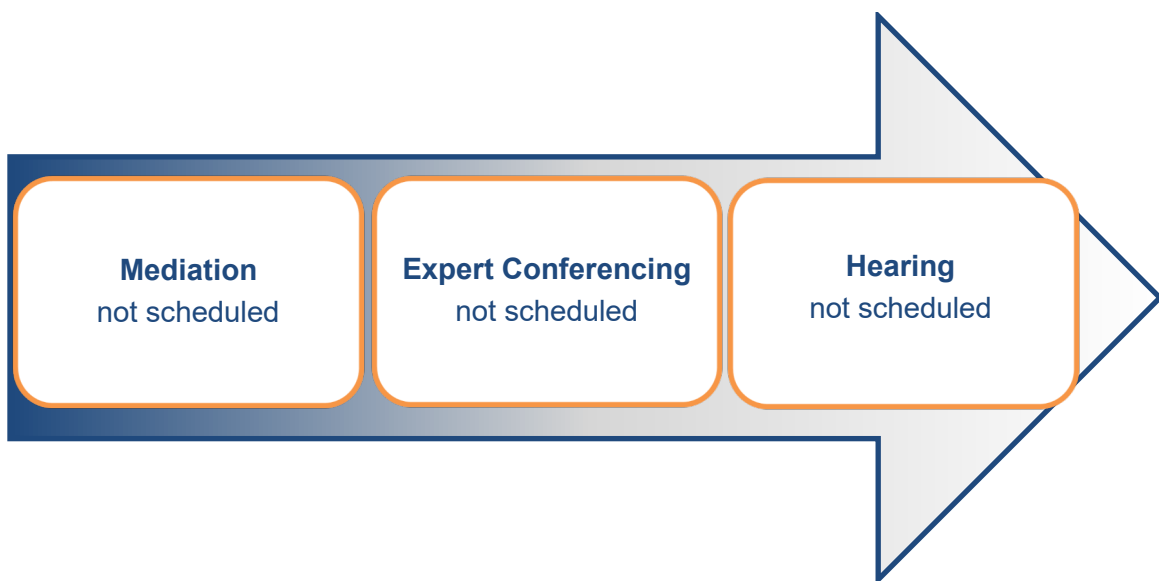 Mediation
not scheduled
Expert Conferencing
not scheduled
Hearing
not scheduled